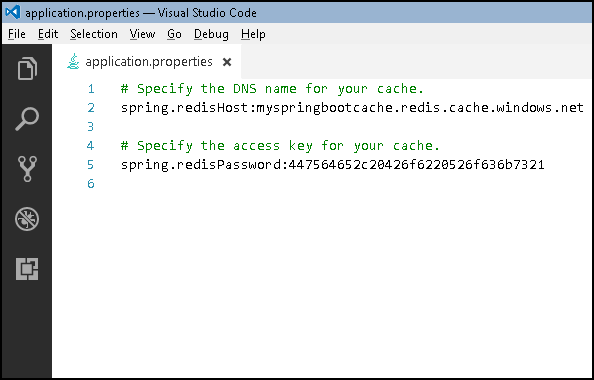 application.properties — Visual Studio Code
File Edit Selection View Go Debug Help
application.properties
1 # Specify the DNS name for your cache.
2 spring.redisHost:myspringbootcache.redis.cache.windows.net
3
4 # Specify the access key for your cache.
5 spring.redisPassword:447564652c20426f6220526f636b7321
6